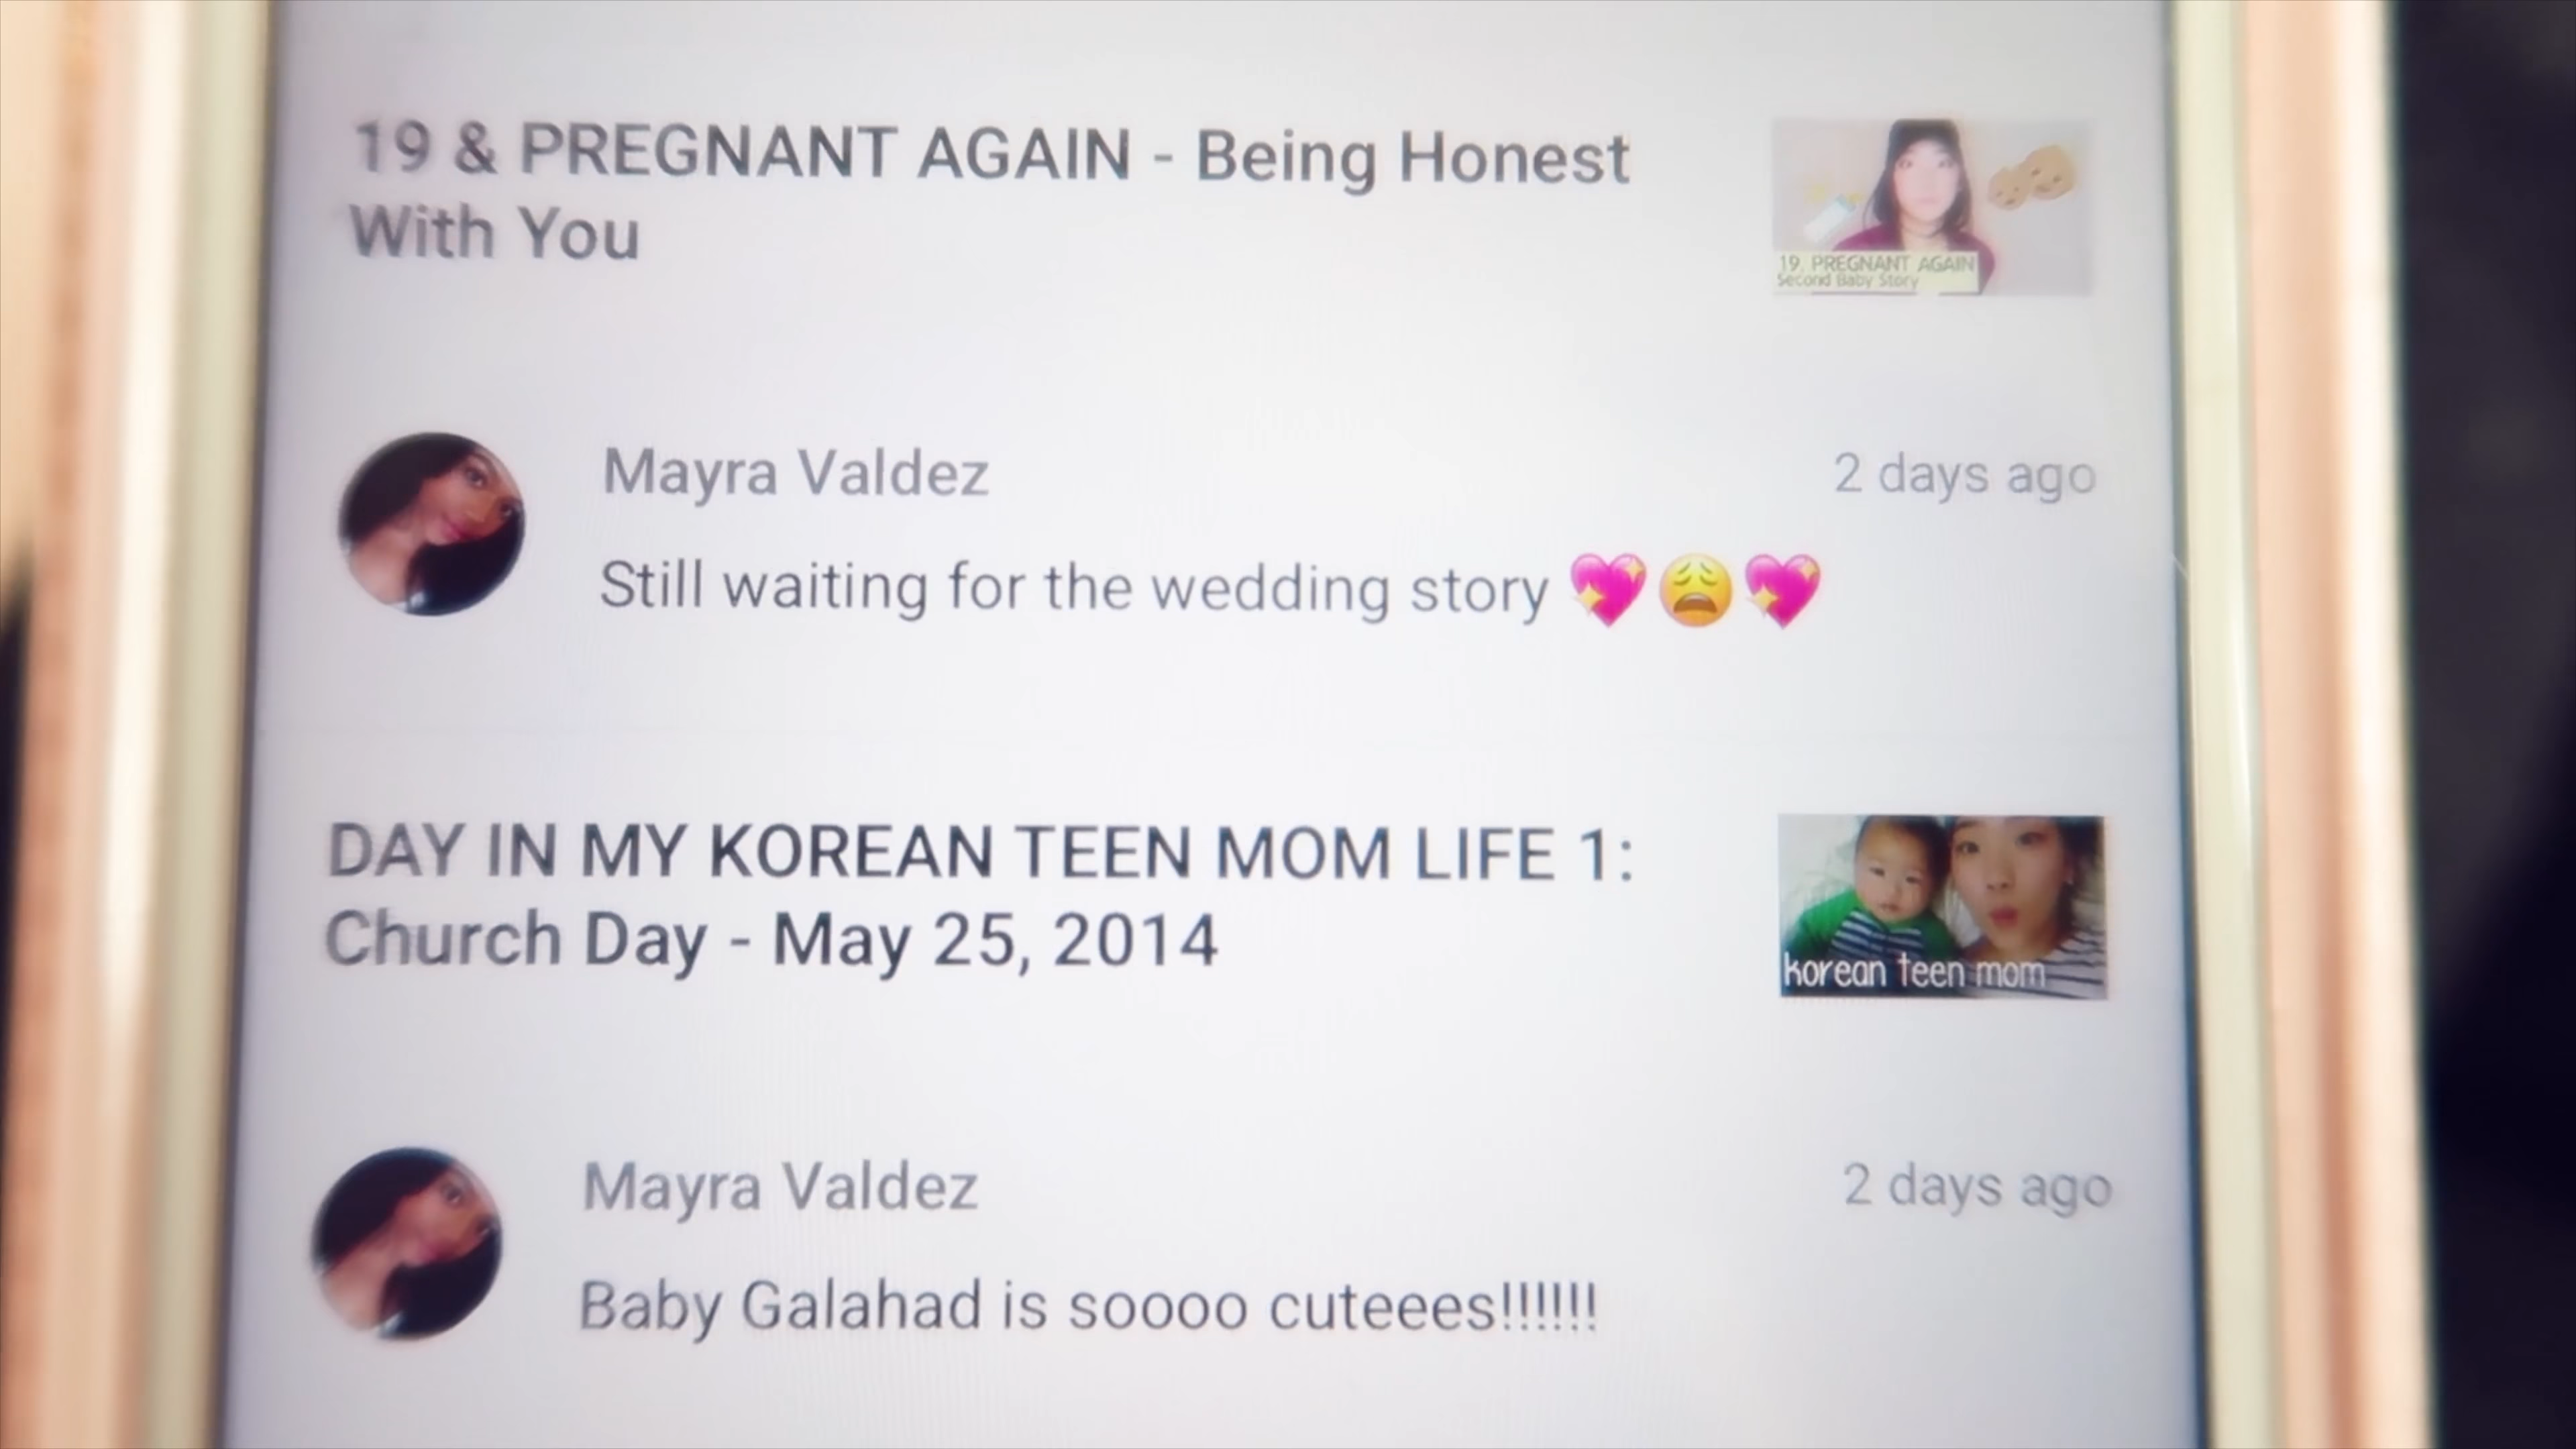 19 & PREGNANT AGAIN - Being Honest
With You
19, PREGNANT AGAIN
Second Baby Story
Mayra Valdez
2 days ago
Still waiting for the wedding story 💖😩💖
DAY IN MY KOREAN TEEN MOM LIFE 1:
Church Day - May 25, 2014
korean teen mom
Mayra Valdez
2 days ago
Baby Galahad is soooo cuteees!!!!!!